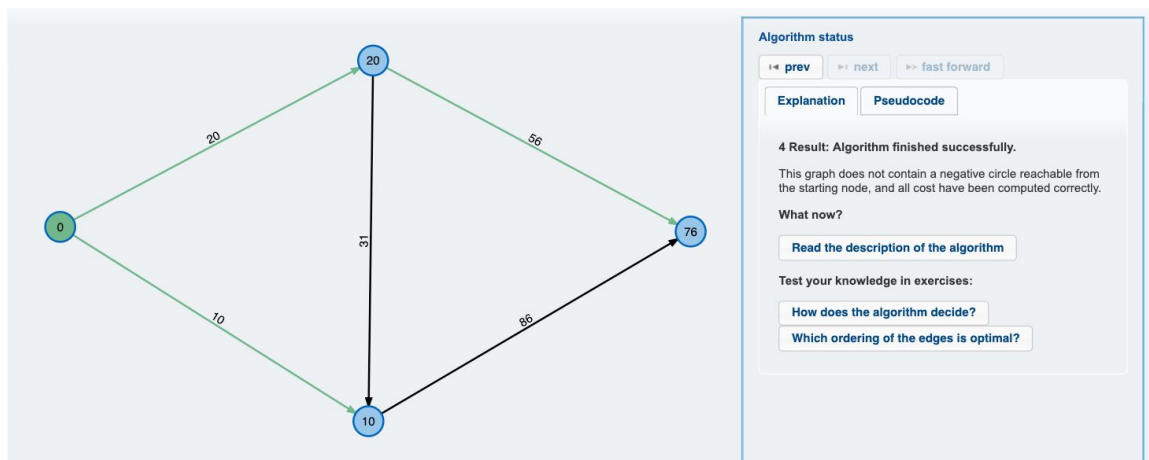 20
20
56
31
0
76
10
86
10
Algorithm status
prev
next
fast forward
Explanation
Pseudocode
4 Result: Algorithm finished successfully.
This graph does not contain a negative circle reachable from
the starting node, and all cost have been computed correctly.
What now?
Read the description of the algorithm
Test your knowledge in exercises:
How does the algorithm decide?
Which ordering of the edges is optimal?